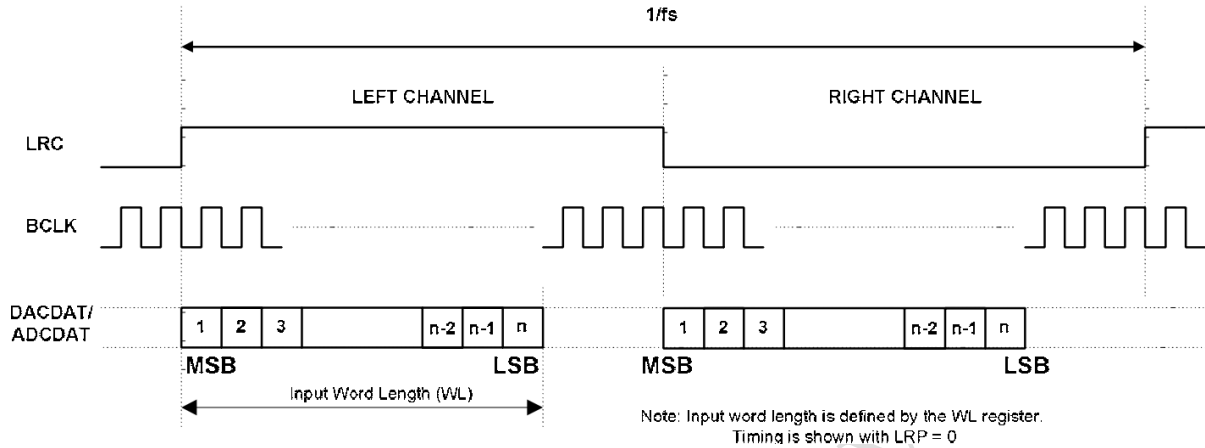 1/fs
LEFT CHANNEL
RIGHT CHANNEL
LRC
BCLK
DACDAT/
ADCDAT
1 2 3 n-2 n-1 n
1 2 3 n-2 n-1 n
MSB
LSB
MSB
LSB
Input Word Length (WL)
Note: Input word length is defined by the WL register.
Timing is shown with LRP = 0